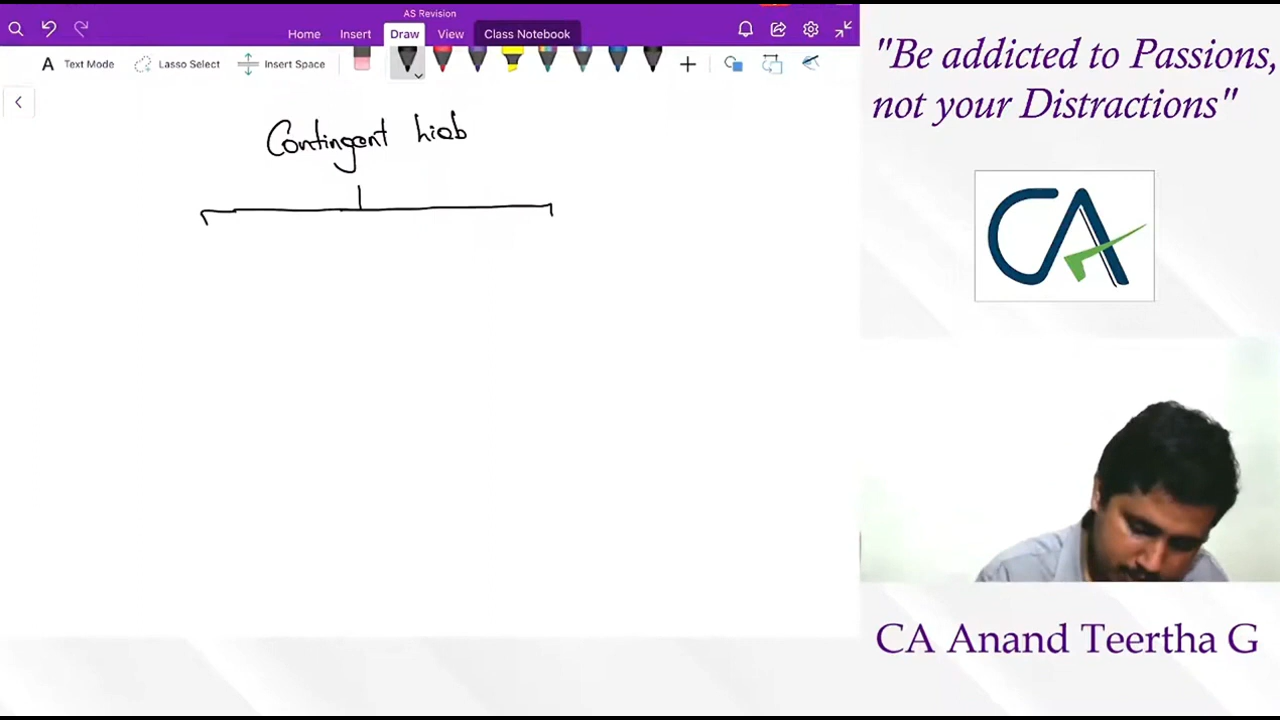 AS Revision
Home Insert Draw View Class Notebook
A Text Mode Lasso Select Insert Space
Contingent Liab
"Be addicted to Passions,
not your Distractions"
CA
CA Anand Teertha G